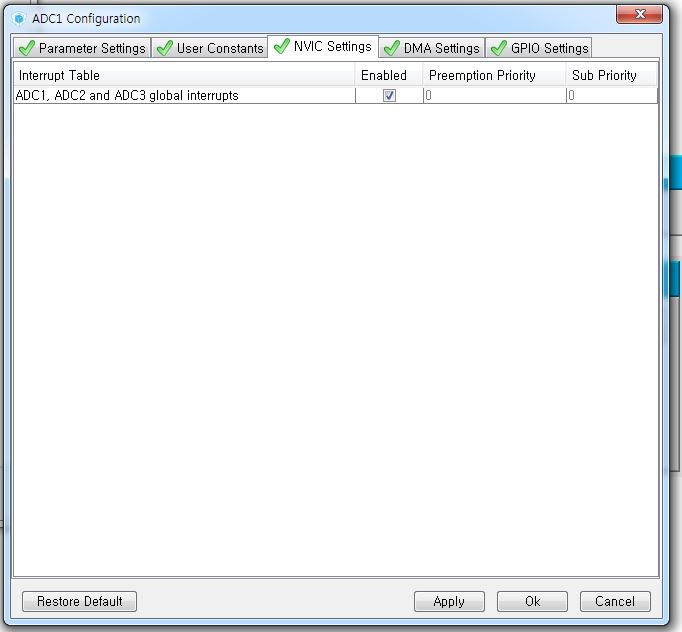 ADC1 Configuration
Parameter Settings User Constants NVIC Settings DMA Settings GPIO Settings
Interrupt Table Enabled Preemption Priority Sub Priority
ADC1, ADC2 and ADC3 global interrupts 0 0
Restore Default Apply Ok Cancel